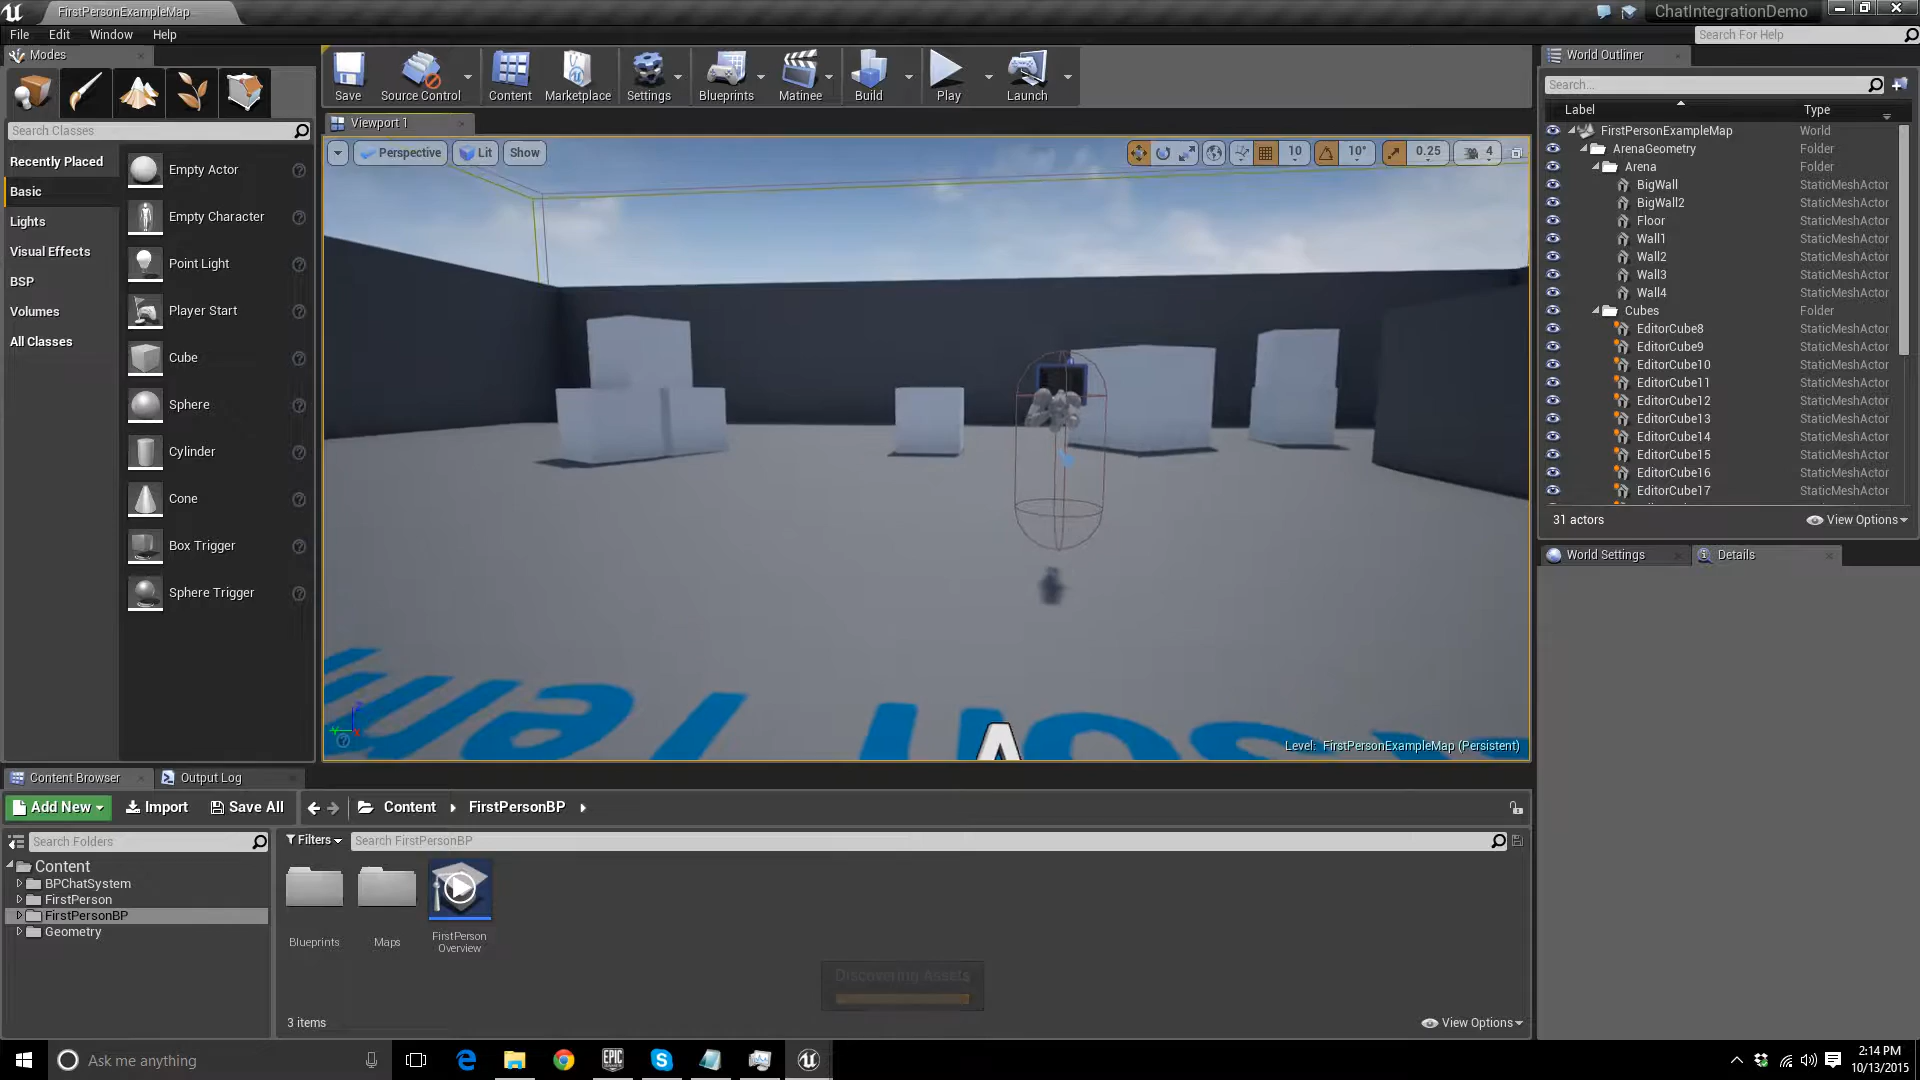 FirstPersonExampleMap
ChatIntegrationDemo
File Edit Window Help
Search For Help
Modes
Save
Source Control
Content
Marketplace
Settings
Blueprints
Matinee
Build
Play
Launch
World Outliner
Search...
Search Classes
Viewport 1
Label Type
Perspective Lit Show
10 10° 0.25 4
Recently Placed
Basic
Lights
Visual Effects
BSP
Volumes
All Classes
Empty Actor
Empty Character
Point Light
Player Start
Cube
Sphere
Cylinder
Cone
Box Trigger
Sphere Trigger
FirstPersonExampleMap World
ArenaGeometry Folder
Arena Folder
BigWall StaticMeshActor
BigWall2 StaticMeshActor
Floor StaticMeshActor
Wall1 StaticMeshActor
Wall2 StaticMeshActor
Wall3 StaticMeshActor
Wall4 StaticMeshActor
Cubes Folder
EditorCube8 StaticMeshActor
EditorCube9 StaticMeshActor
EditorCube10 StaticMeshActor
EditorCube11 StaticMeshActor
EditorCube12 StaticMeshActor
EditorCube13 StaticMeshActor
EditorCube14 StaticMeshActor
EditorCube15 StaticMeshActor
EditorCube16 StaticMeshActor
EditorCube17 StaticMeshActor
31 actors
View Options
World Settings
Details
Level: FirstPersonExampleMap (Persistent)
Content Browser
Output Log
Add New
Import
Save All
Content
FirstPersonBP
Search Folders
Filters
Search FirstPersonBP
Content
BPChatSystem
FirstPerson
FirstPersonBP
Geometry
Blueprints
Maps
FirstPerson
Overview
Discovering Assets
3 items
View Options
Ask me anything
EPIC
2:14 PM
10/13/2015